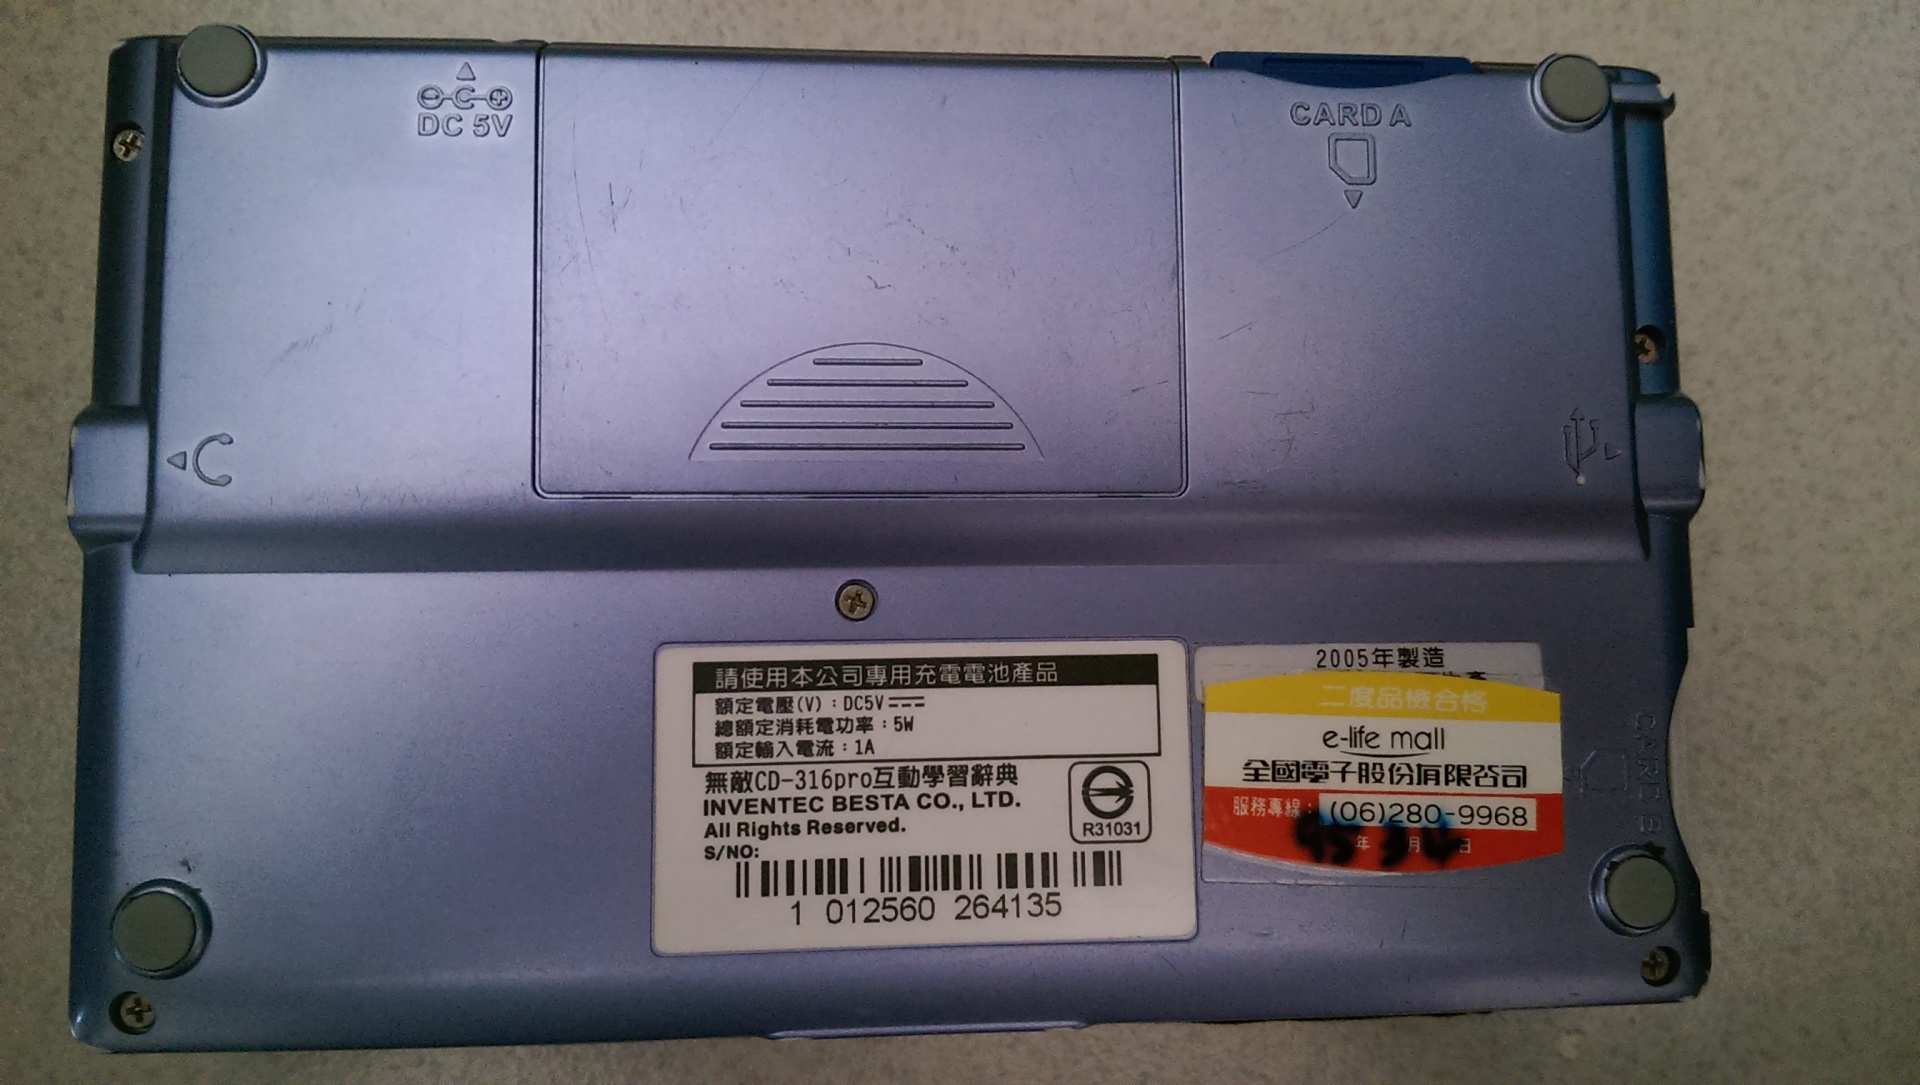 DC 5V
CARD A
請使用本公司專用充電電池產品
額定電壓(V):DC5V
總額定消耗電功率:5W
額定輸入電流:1A
無敵CD-316pro互動學習辭典
INVENTEC BESTA CO., LTD.
All Rights Reserved.
S/NO:
R31031
1 012560 264135
2005年製造
二度品檢合格
e-life mall
全國電子股份有限公司
服務專線:(06)280-9968
年 月 日
CARD B